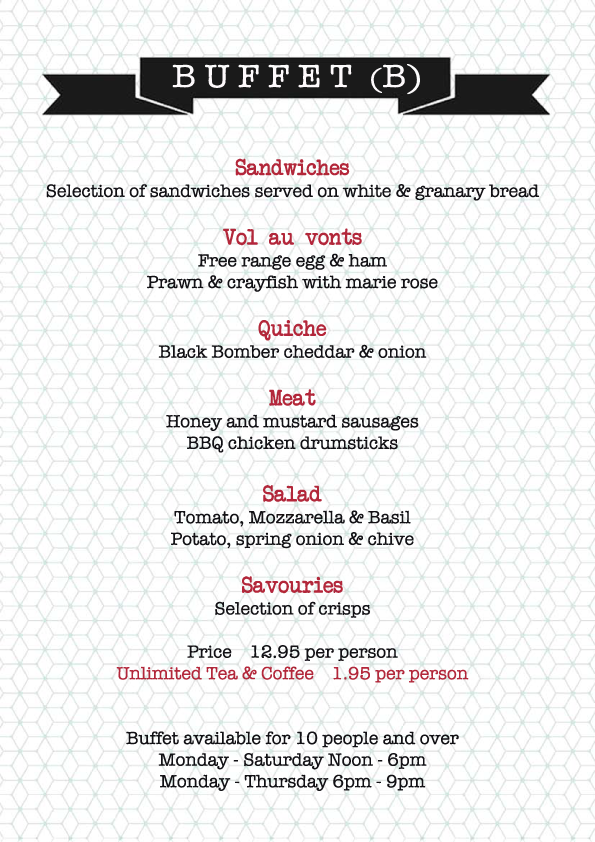 BUFFET (B)
Sandwiches
Selection of sandwiches served on white & granary bread
Vol au vonts
Free range egg & ham
Prawn & crayfish with marie rose
Quiche
Black Bomber cheddar & onion
Meat
Honey and mustard sausages
BBQ chicken drumsticks
Salad
Tomato, Mozzarella & Basil
Potato, spring onion & chive
Savouries
Selection of crisps
Price 12.95 per person
Unlimited Tea & Coffee 1.95 per person
Buffet available for 10 people and over
Monday - Saturday Noon - 6pm
Monday - Thursday 6pm - 9pm